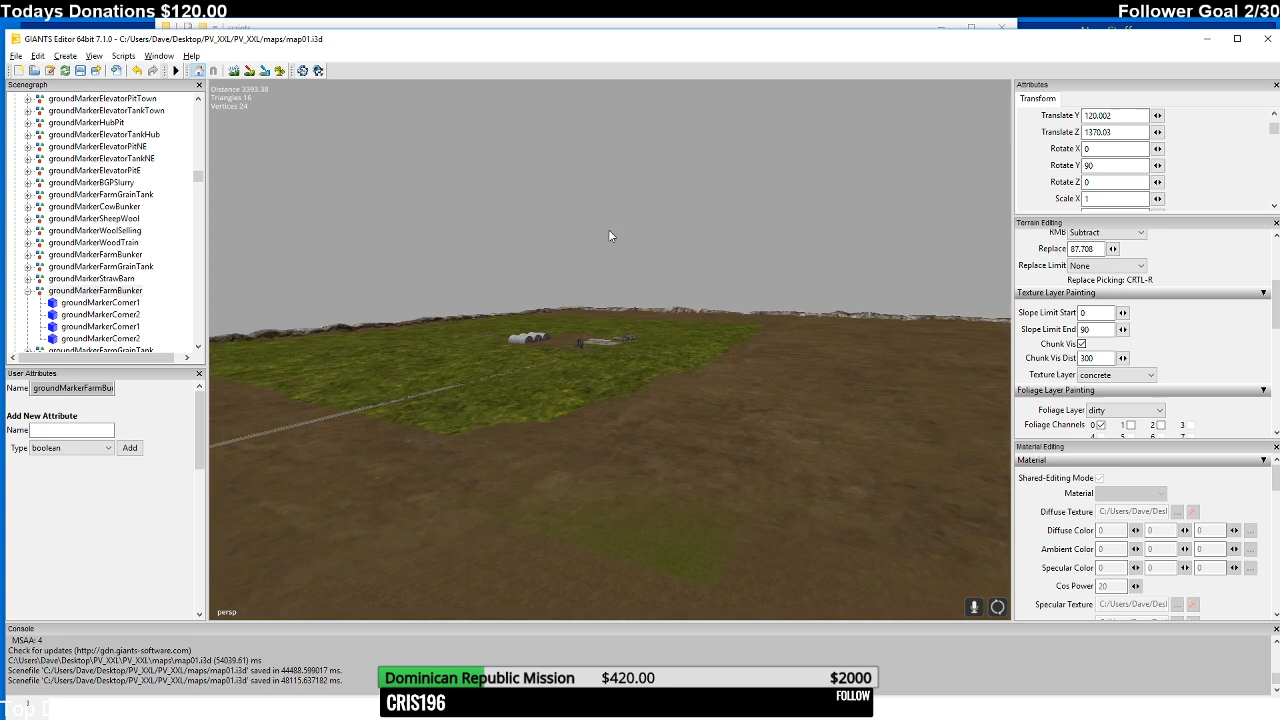 Todays Donations $120.00
Follower Goal 2/30
GIANTS Editor 64bit 7.1.0 - C:/Users/Dave/Desktop/PV_XXL/PV_XXL/maps/map01.i3d
File Edit Create View Scripts Window Help
Scenegraph
groundMarkerElevatorPitTown
groundMarkerElevatorTankTown
groundMarkerHubPit
groundMarkerElevatorTankHub
groundMarkerElevatorPitNE
groundMarkerElevatorTankNE
groundMarkerElevatorPitE
groundMarkerBGPSlurry
groundMarkerFarmGrainTank
groundMarkerCowBunker
groundMarkerSheepWool
groundMarkerWoolSelling
groundMarkerWoodTrain
groundMarkerFarmBunker
groundMarkerFarmGrainTank
groundMarkerStrawBarn
groundMarkerFarmBunker
groundMarkerCorner1
groundMarkerCorner2
groundMarkerCorner1
groundMarkerCorner2
groundMarkerFarmGrainTank
User Attributes
Name groundMarkerFarmBui
Add New Attribute
Name
Type boolean Add
Distance 3393.38
Triangles 16
Vertices 24
persp
Attributes
Transform
Translate Y 120.002
Translate Z 1370.03
Rotate X 0
Rotate Y 90
Rotate Z 0
Scale X 1
Terrain Editing
RMB Subtract
Replace 87.708
Replace Limit None
Replace Picking: CRTL-R
Texture Layer Painting
Slope Limit Start 0
Slope Limit End 90
Chunk Vis
Chunk Vis Dist 300
Texture Layer concrete
Foliage Layer Painting
Foliage Layer dirty
Foliage Channels 0 1 2 3
4 5 6 7
Material Editing
Material
Shared-Editing Mode
Material
Diffuse Texture C:/Users/Dave/Desl ...
Diffuse Color 0 0 0 ...
Ambient Color 0 0 0 ...
Specular Color 0 0 0 ...
Cos Power 20
Specular Texture C:/Users/Dave/Desl ...
Console
MSAA: 4
Check for updates (http://gdn.giants-software.com)
C:\Users\Dave\Desktop\PV_XXL\PV_XXL\maps\map01.i3d (54039.61) ms
Scenefile 'C:/Users/Dave/Desktop/PV_XXL/PV_XXL/maps/map01.i3d' saved in 44488.599017 ms.
Scenefile 'C:/Users/Dave/Desktop/PV_XXL/PV_XXL/maps/map01.i3d' saved in 48115.637182 ms.
Dominican Republic Mission $420.00 $2000
CRIS196 FOLLOW
Top D